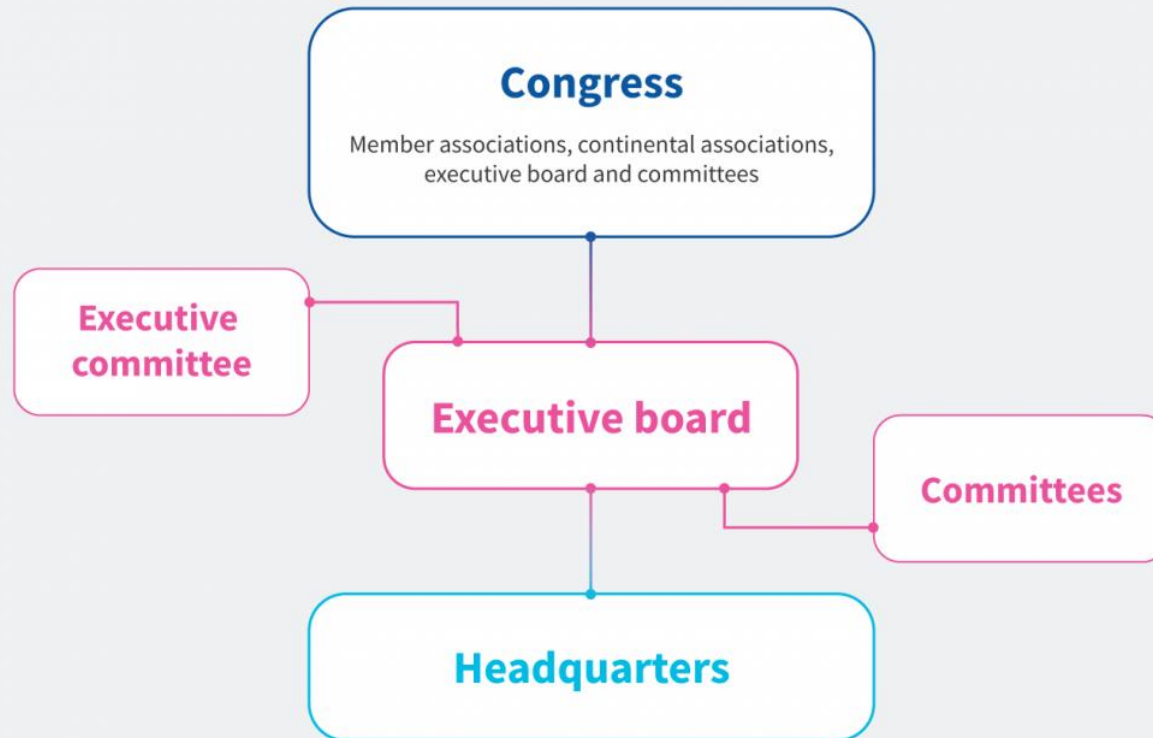 Congress
Member associations, continental associations,
executive board and committees
Executive
committee
Executive board
Committees
Headquarters